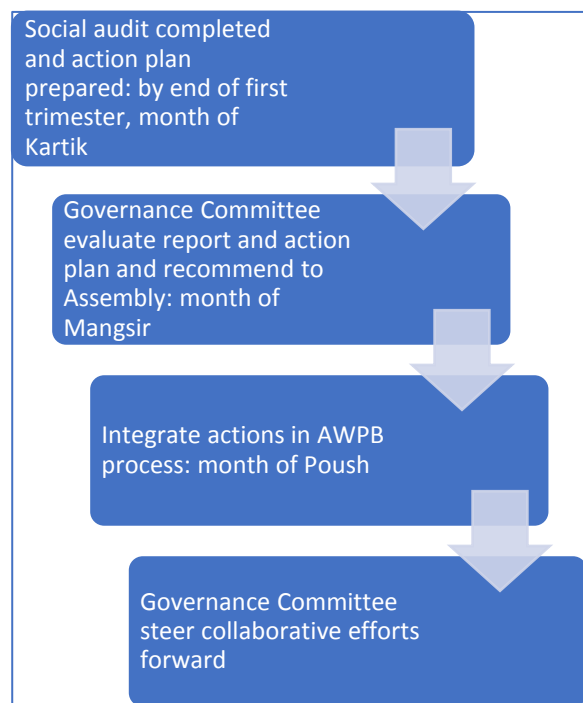 Social audit completed
and action plan
prepared: by end of first
trimester, month of
Kartik
Governance Committee
evaluate report and action
plan and recommend to
Assembly: month of
Mangsir
Integrate actions in AWPB
process: month of Poush
Governance Committee
steer collaborative efforts
forward